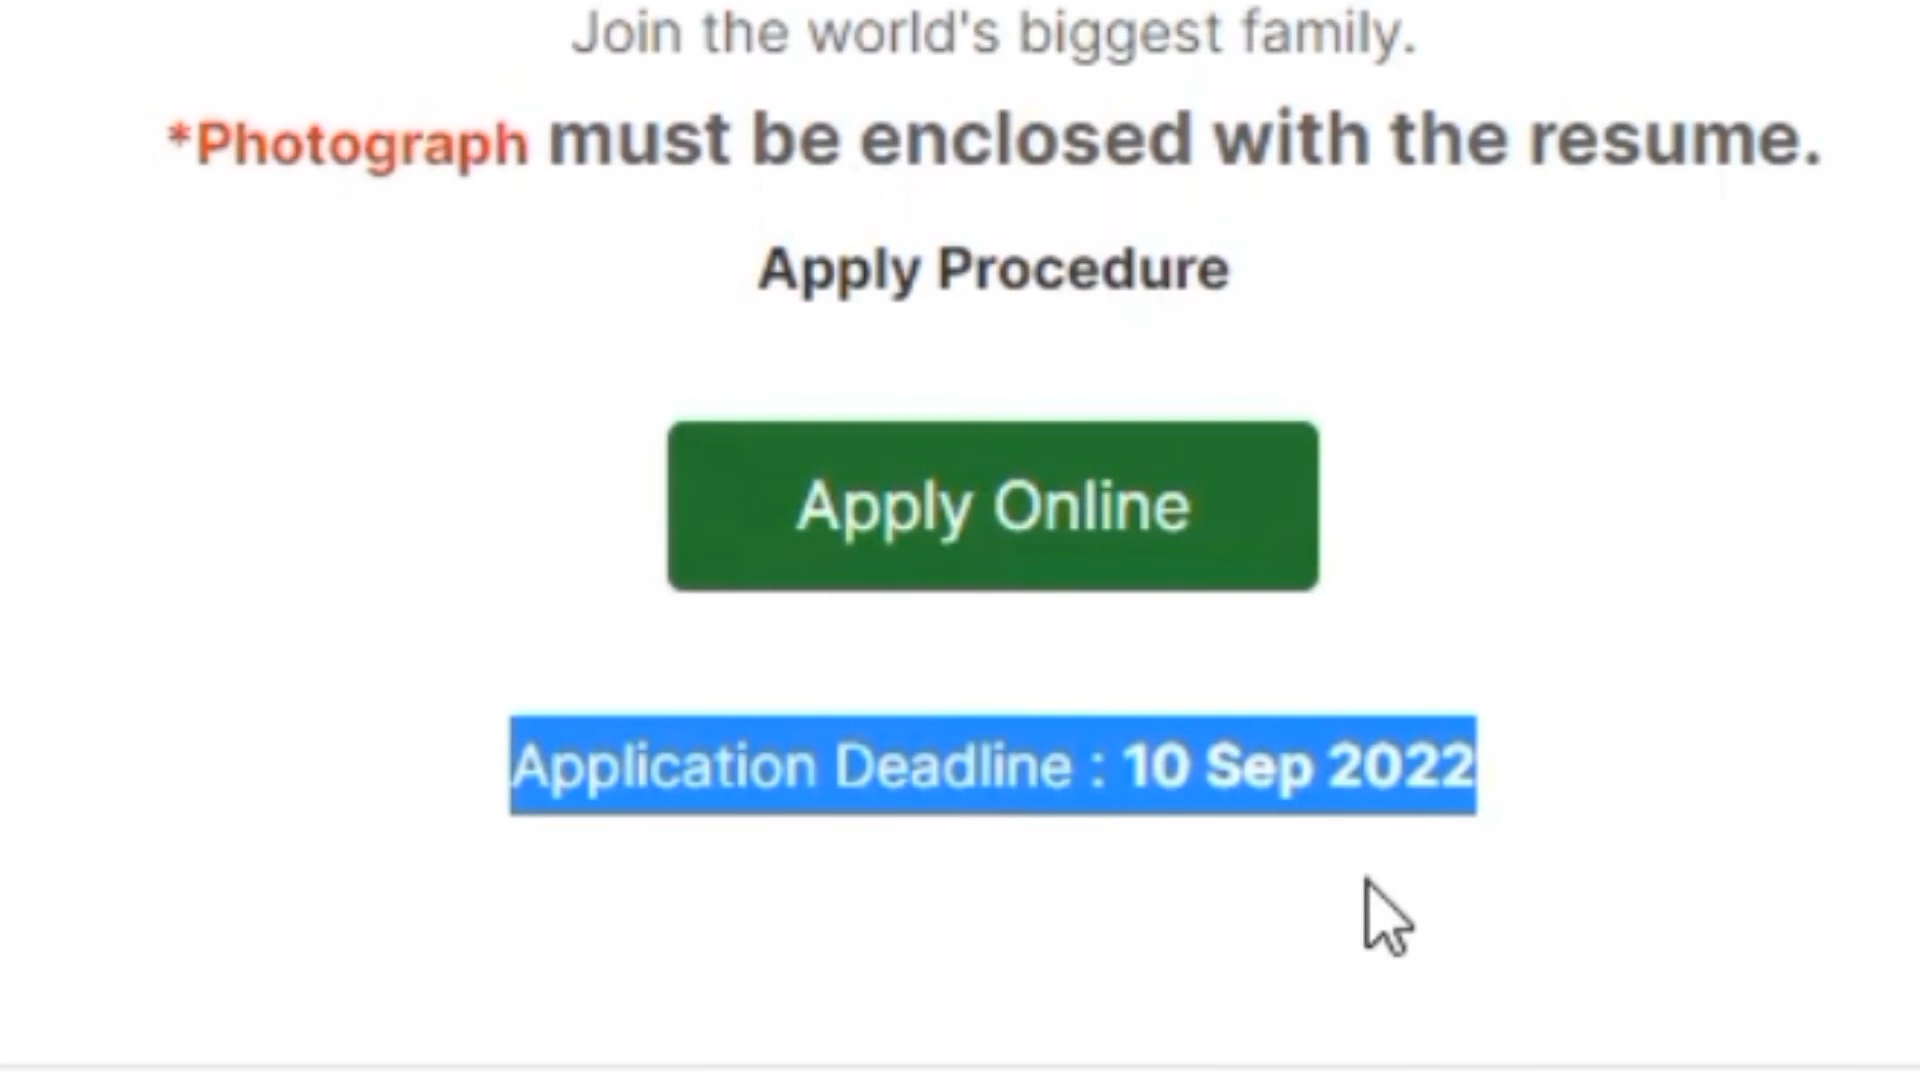 Join the world's biggest family.
*Photograph must be enclosed with the resume.
Apply Procedure
Apply Online
Application Deadline : 10 Sep 2022